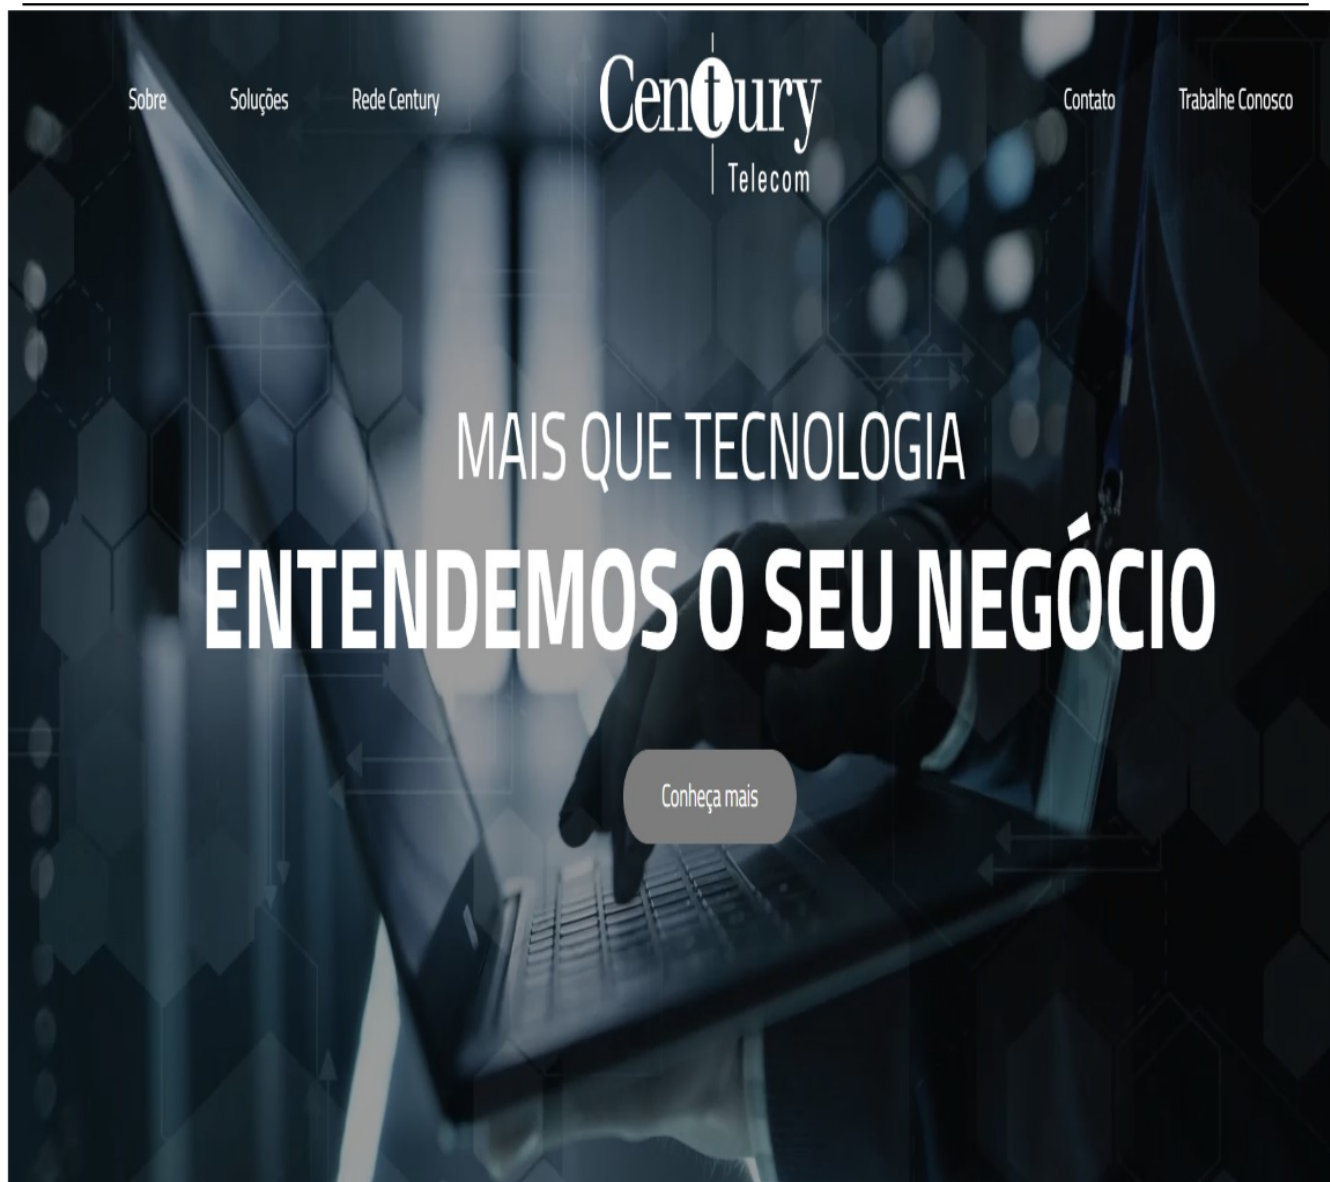 Sobre
Soluções
Rede Century
Century
Telecom
Contato
Trabalhe Conosco
MAIS QUE TECNOLOGIA
ENTENDEMOS O SEU NEGÓCIO
Conheça mais